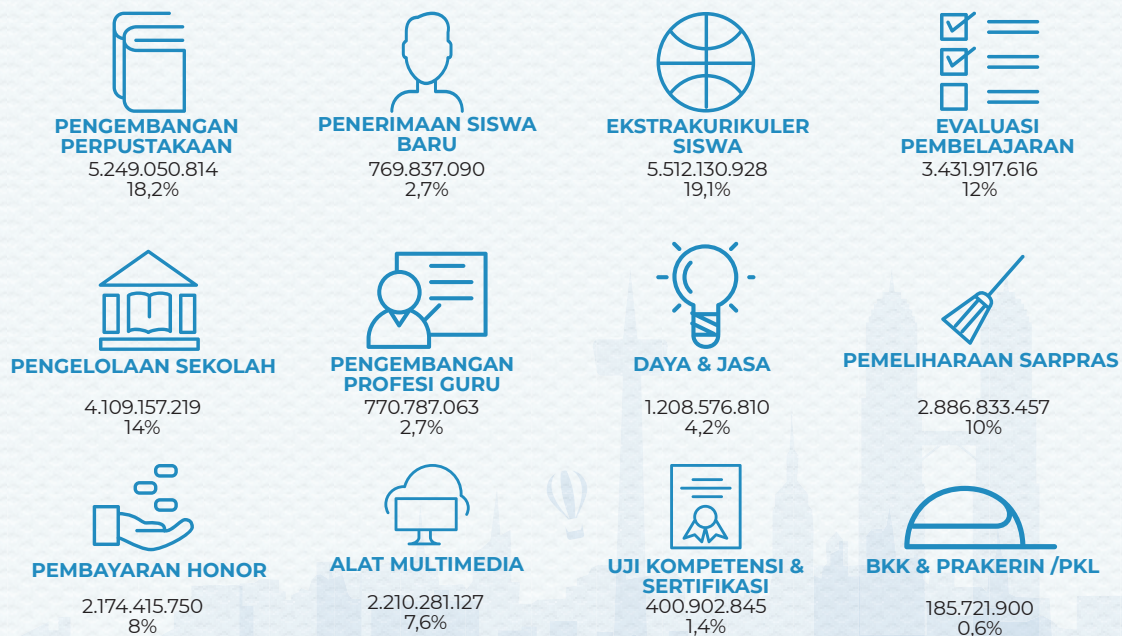 PENGEMBANGAN
PERPUSTAKAAN
5.249.050.814
18,2%
PENERIMAAN SISWA
BARU
769.837.090
2,7%
EKSTRAKURIKULER
SISWA
5.512.130.928
19,1%
EVALUASI
PEMBELAJARAN
3.431.917.616
12%
PENGELOLAAN SEKOLAH
4.109.157.219
14%
PENGEMBANGAN
PROFESI GURU
770.787.063
2,7%
DAYA & JASA
1.208.576.810
4,2%
PEMELIHARAAN SARPRAS
2.886.833.457
10%
PEMBAYARAN HONOR
2.174.415.750
8%
ALAT MULTIMEDIA
2.210.281.127
7,6%
UJI KOMPETENSI &
SERTIFIKASI
400.902.845
1,4%
BKK & PRAKERIN /PKL
185.721.900
0,6%